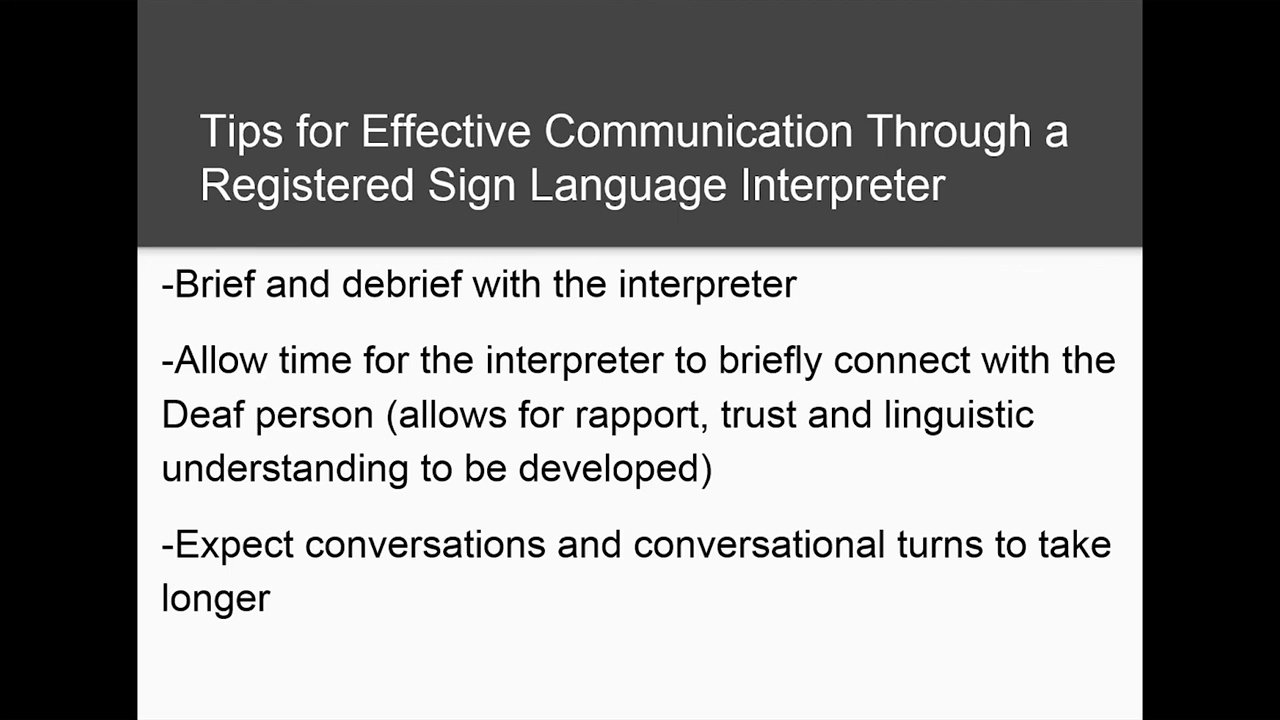 Tips for Effective Communication Through a
Registered Sign Language Interpreter
-Brief and debrief with the interpreter
-Allow time for the interpreter to briefly connect with the
Deaf person (allows for rapport, trust and linguistic
understanding to be developed)
-Expect conversations and conversational turns to take
longer